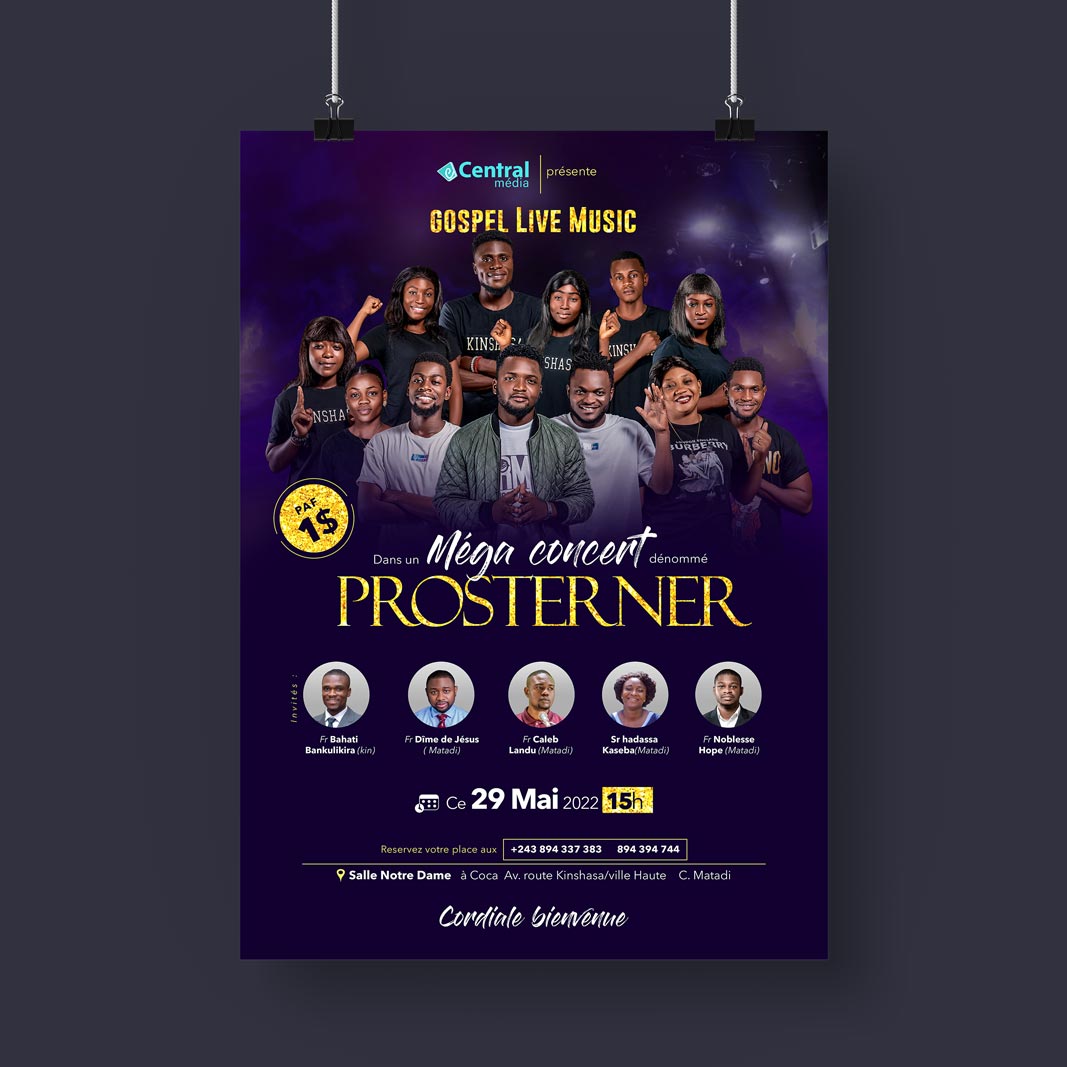 Central
média
présente
GOSPEL LIVE MUSIC
KINSHASA
KINSHAS
BURBERRY
PAF
1$
Dans un Méga concert dénommé
PROSTERNER
Invités :
Fr Bahati
Bankulikira (kin)
Fr Dîme de Jésus
( Matadi)
Fr Caleb
Landu (Matadi)
Sr hadassa
Kaseba(Matadi)
Fr Noblesse
Hope (Matadi)
Ce 29 Mai 2022 15h
Reservez votre place aux +243 894 337 383 894 394 744
Salle Notre Dame à Coca Av. route Kinshasa/ville Haute C. Matadi
Cordiale bienvenue